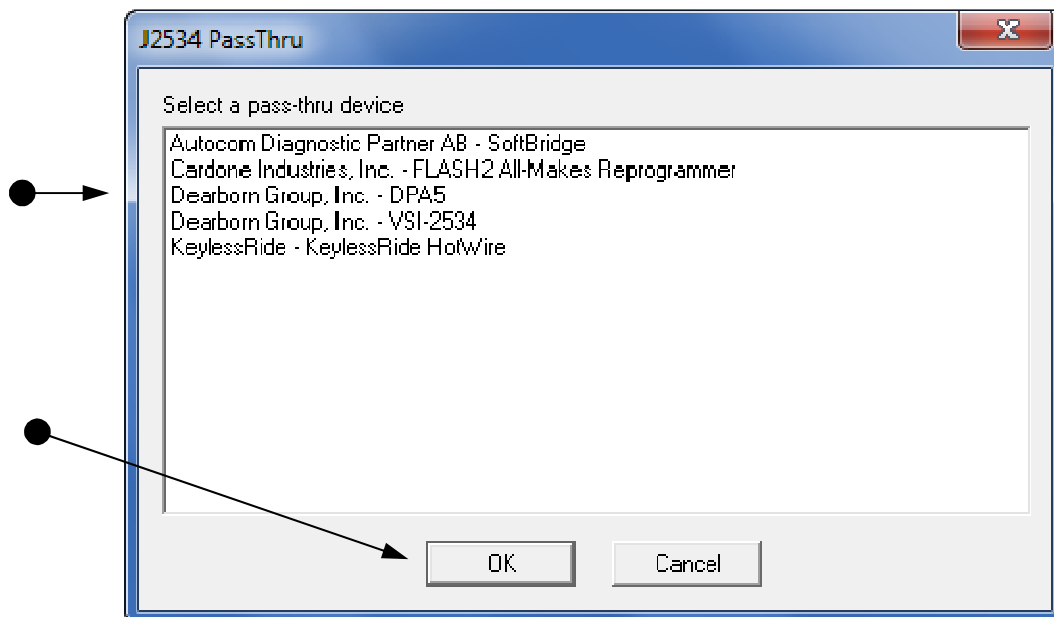 J2534 PassThru
Select a pass-thru device
Autocom Diagnostic Partner AB - SoftBridge
Cardone Industries, Inc. - FLASH2 All-Makes Reprogrammer
Dearborn Group, Inc. - DPA5
Dearborn Group, Inc. - VSI-2534
KeylessRide - KeylessRide HotWire
OK
Cancel